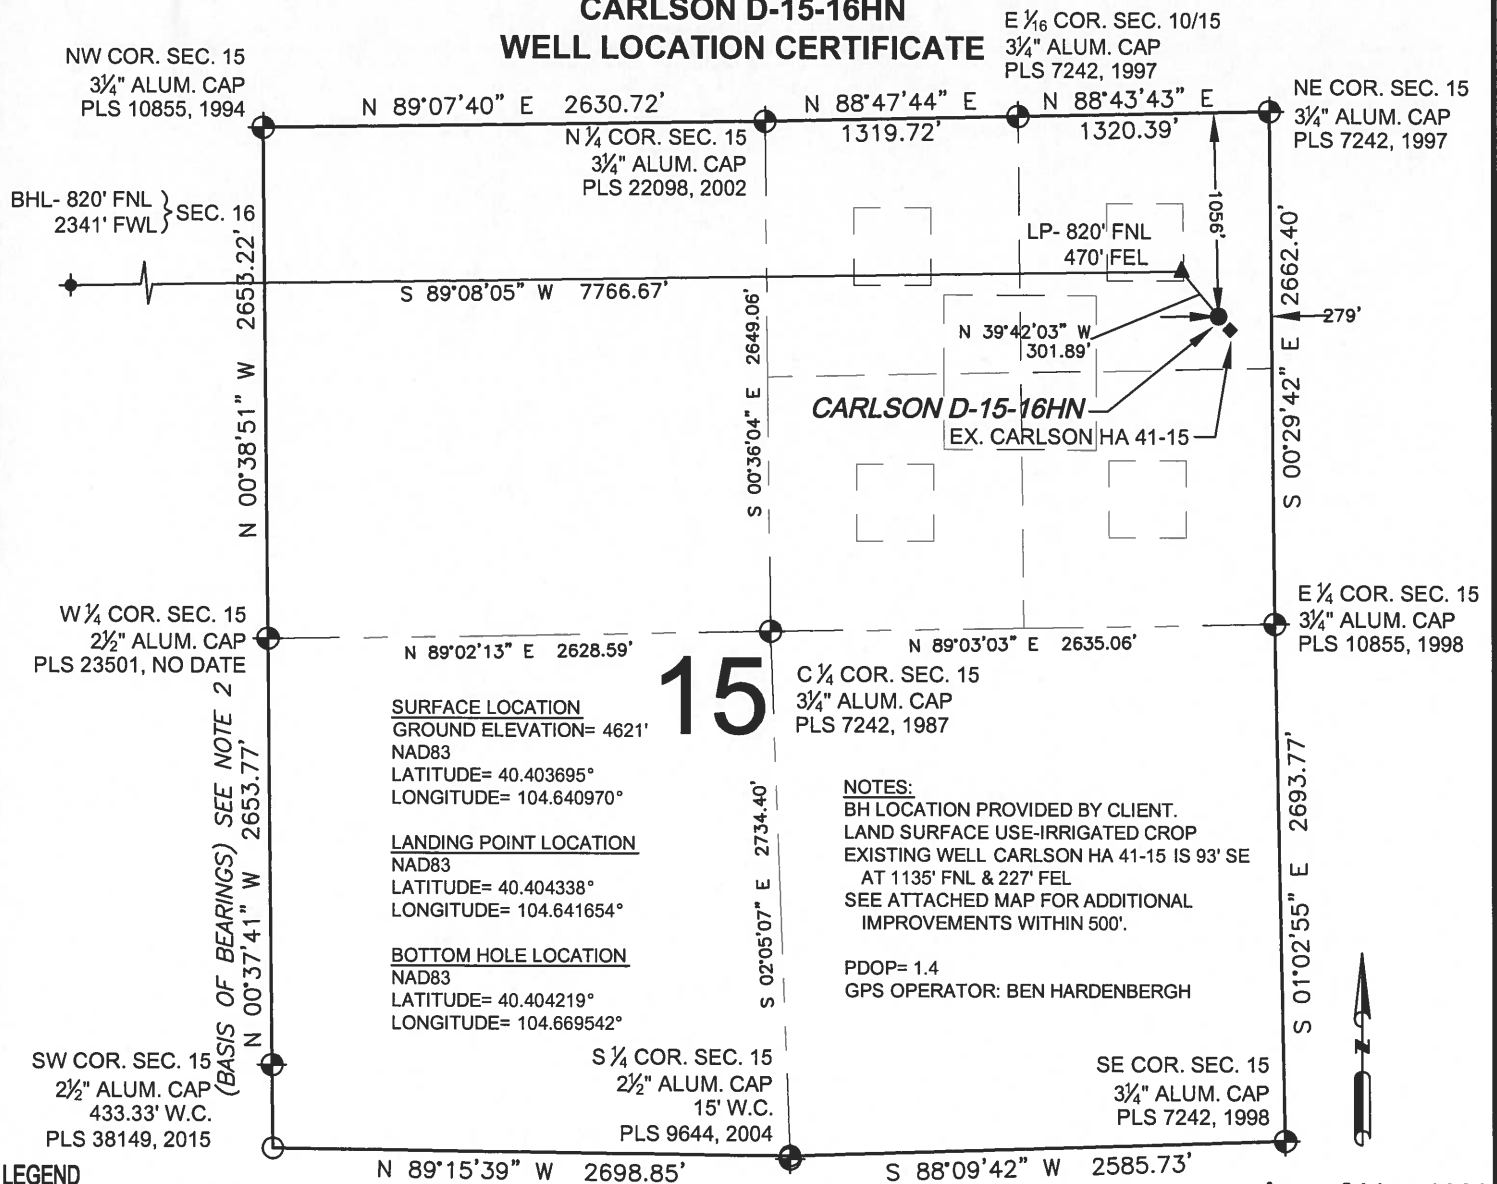 CARLSON D-15-16HN
WELL LOCATION CERTIFICATE
NW COR. SEC. 15
3¼" ALUM. CAP
PLS 10855, 1994
E 1⁄16 COR. SEC. 10/15
3¼" ALUM. CAP
PLS 7242, 1997
NE COR. SEC. 15
3¼" ALUM. CAP
PLS 7242, 1997
N 89°07'40" E 2630.72'
N 88°47'44" E
1319.72'
N 88°43'43" E
1320.39'
N ¼ COR. SEC. 15
3¼" ALUM. CAP
PLS 22098, 2002
BHL- 820' FNL
2341' FWL
SEC. 16
LP- 820' FNL
470' FEL
1056'
279'
S 89°08'05" W 7766.67'
N 39°42'03" W
301.89'
N 00°38'51" W 2653.22'
S 00°36'04" E 2649.06'
S 00°29'42" E 2662.40'
CARLSON D-15-16HN
EX. CARLSON HA 41-15
W ¼ COR. SEC. 15
2½" ALUM. CAP
PLS 23501, NO DATE
N 89°02'13" E 2628.59'
N 89°03'03" E 2635.06'
E ¼ COR. SEC. 15
3¼" ALUM. CAP
PLS 10855, 1998
15
C ¼ COR. SEC. 15
3¼" ALUM. CAP
PLS 7242, 1987
(BASIS OF BEARINGS) SEE NOTE 2
N 00°37'41" W 2653.77'
SURFACE LOCATION
GROUND ELEVATION= 4621'
NAD83
LATITUDE= 40.403695°
LONGITUDE= 104.640970°
LANDING POINT LOCATION
NAD83
LATITUDE= 40.404338°
LONGITUDE= 104.641654°
BOTTOM HOLE LOCATION
NAD83
LATITUDE= 40.404219°
LONGITUDE= 104.669542°
S 02°05'07" E 2734.40'
NOTES:
BH LOCATION PROVIDED BY CLIENT.
LAND SURFACE USE-IRRIGATED CROP
EXISTING WELL CARLSON HA 41-15 IS 93' SE
AT 1135' FNL & 227' FEL
SEE ATTACHED MAP FOR ADDITIONAL
IMPROVEMENTS WITHIN 500'.
PDOP= 1.4
GPS OPERATOR: BEN HARDENBERGH
S 01°02'55" E 2693.77'
N
SW COR. SEC. 15
2½" ALUM. CAP
433.33' W.C.
PLS 38149, 2015
S ¼ COR. SEC. 15
2½" ALUM. CAP
15' W.C.
PLS 9644, 2004
SE COR. SEC. 15
3¼" ALUM. CAP
PLS 7242, 1998
N 89°15'39" W 2698.85'
S 88°09'42" W 2585.73'
LEGEND